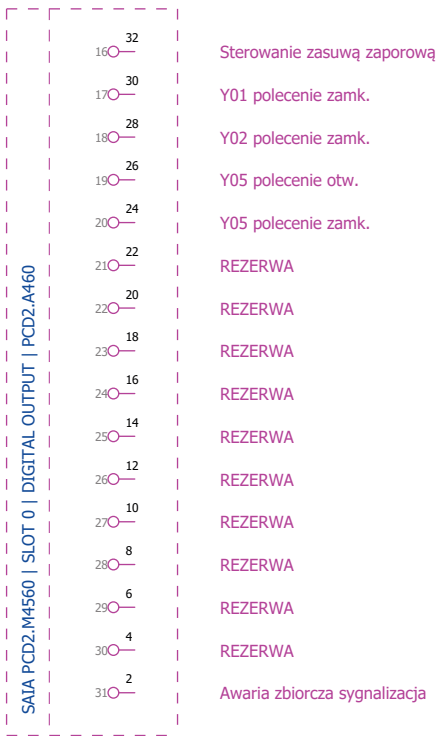 32
16 Sterowanie zasuwą zaporową
30
17 Y01 polecenie zamk.
28
18 Y02 polecenie zamk.
26
19 Y05 polecenie otw.
24
20 Y05 polecenie zamk.
22
21 REZERWA
20
22 REZERWA
18
23 REZERWA
16
24 REZERWA
14
25 REZERWA
12
26 REZERWA
10
27 REZERWA
8
28 REZERWA
6
29 REZERWA
4
30 REZERWA
2
31 Awaria zbiorcza sygnalizacja
SAIA PCD2.M4560 | SLOT 0 | DIGITAL OUTPUT | PCD2.A460